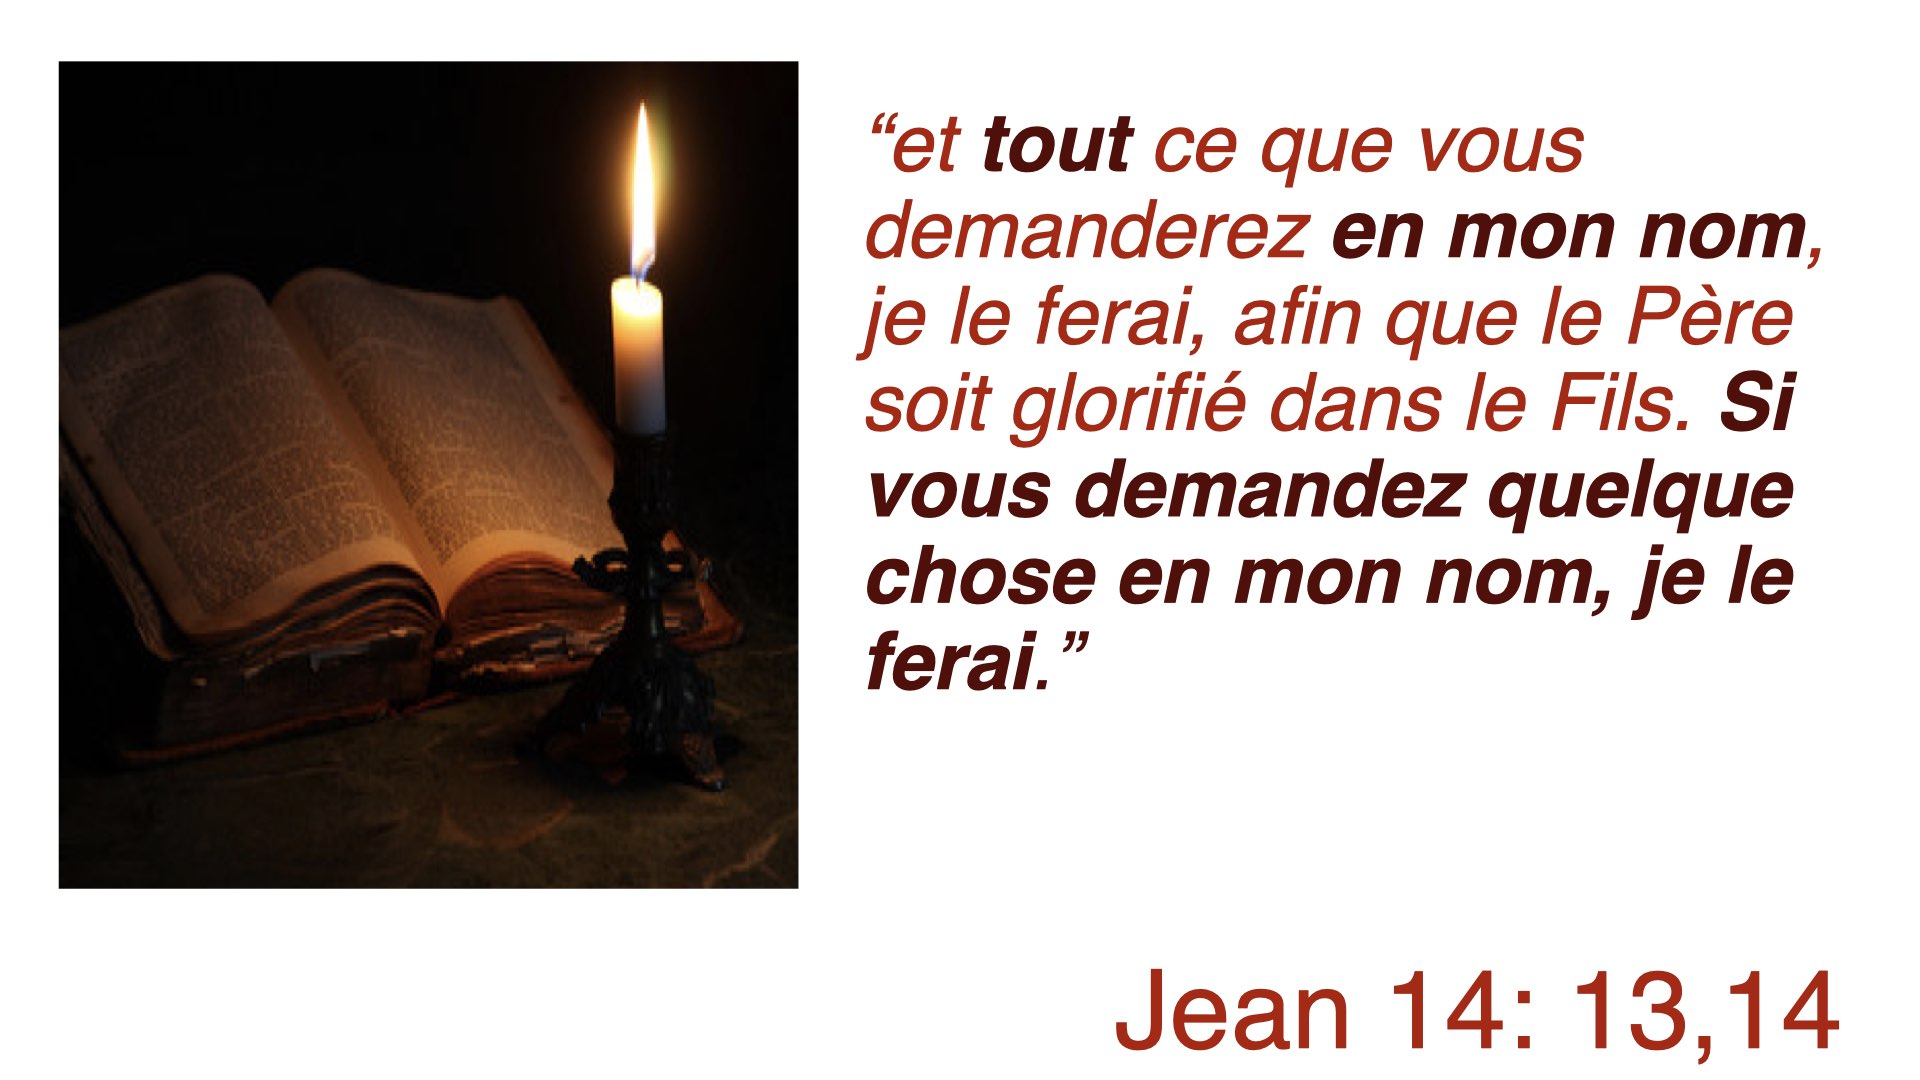 “et tout ce que vous
demanderez en mon nom,
je le ferai, afin que le Père
soit glorifié dans le Fils. Si
vous demandez quelque
chose en mon nom, je le
ferai.”
Jean 14: 13,14